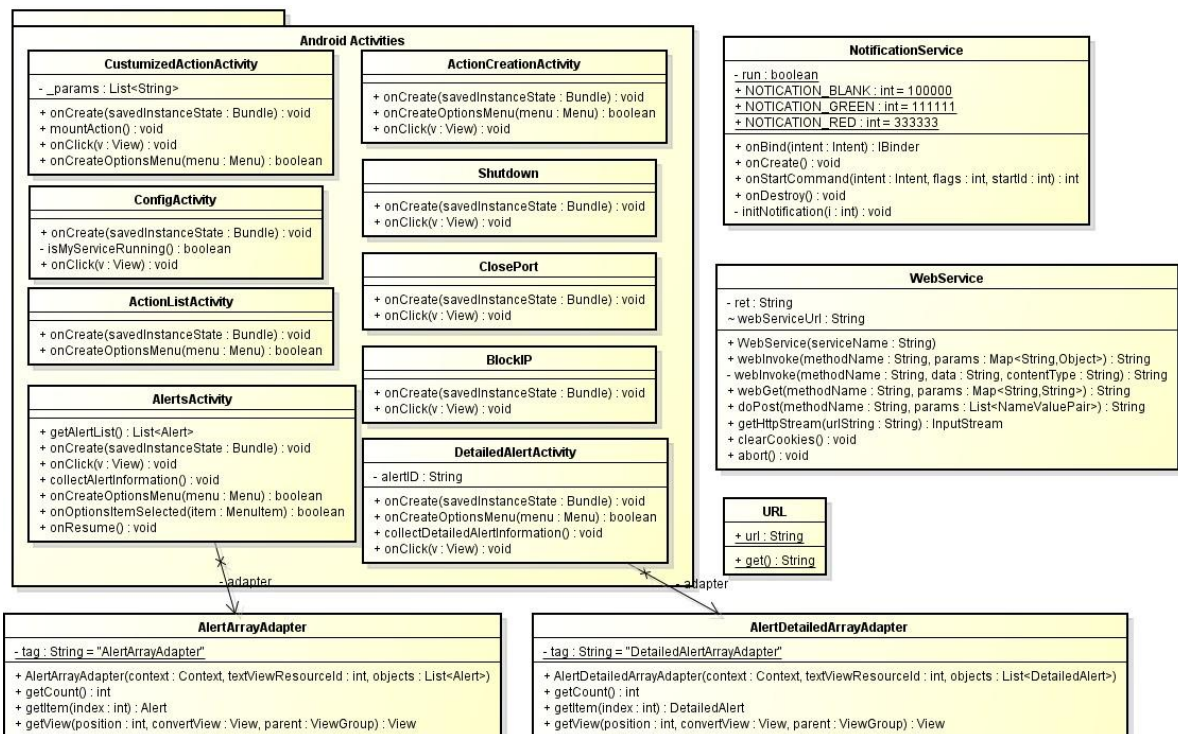 Android Activities
CustumizedActionActivity
- _params : List<String>
+ onCreate(savedInstanceState : Bundle) : void
+ mountAction() : void
+ onClick(v : View) : void
+ onCreateOptionsMenu(menu : Menu) : boolean
ConfigActivity
+ onCreate(savedInstanceState : Bundle) : void
- isMyServiceRunning() : boolean
+ onClick(v : View) : void
ActionListActivity
+ onCreate(savedInstanceState : Bundle) : void
+ onCreateOptionsMenu(menu : Menu) : boolean
AlertsActivity
+ getAlertList() : List<Alert>
+ onCreate(savedInstanceState : Bundle) : void
+ onClick(v : View) : void
+ collectAlertInformation() : void
+ onCreateOptionsMenu(menu : Menu) : boolean
+ onOptionsItemSelected(item : MenuItem) : boolean
+ onResume() : void
ActionCreationActivity
+ onCreate(savedInstanceState : Bundle) : void
+ onCreateOptionsMenu(menu : Menu) : boolean
+ onClick(v : View) : void
Shutdown
+ onCreate(savedInstanceState : Bundle) : void
+ onClick(v : View) : void
ClosePort
+ onCreate(savedInstanceState : Bundle) : void
+ onClick(v : View) : void
BlockIP
+ onCreate(savedInstanceState : Bundle) : void
+ onClick(v : View) : void
DetailedAlertActivity
- alertID : String
+ onCreate(savedInstanceState : Bundle) : void
+ onCreateOptionsMenu(menu : Menu) : boolean
+ collectDetailedAlertInformation() : void
+ onClick(v : View) : void
NotificationService
- run : boolean
+ NOTICATION_BLANK : int = 100000
+ NOTICATION_GREEN : int = 111111
+ NOTICATION_RED : int = 333333
+ onBind(intent : Intent) : IBinder
+ onCreate() : void
+ onStartCommand(intent : Intent, flags : int, startId : int) : int
+ onDestroy() : void
- initNotification(i : int) : void
WebService
- ret : String
~ webServiceUrl : String
+ WebService(serviceName : String)
+ webInvoke(methodName : String, params : Map<String,Object>) : String
- webInvoke(methodName : String, data : String, contentType : String) : String
+ webGet(methodName : String, params : Map<String,String>) : String
+ doPost(methodName : String, params : List<NameValuePair>) : String
+ getHttpStream(urlString : String) : InputStream
+ clearCookies() : void
+ abort() : void
URL
+ url : String
+ get() : String
- adapter
- adapter
AlertArrayAdapter
- tag : String = "AlertArrayAdapter"
+ AlertArrayAdapter(context : Context, textViewResourceId : int, objects : List<Alert>)
+ getCount() : int
+ getItem(index : int) : Alert
+ getView(position : int, convertView : View, parent : ViewGroup) : View
AlertDetailedArrayAdapter
- tag : String = "DetailedAlertArrayAdapter"
+ AlertDetailedArrayAdapter(context : Context, textViewResourceId : int, objects : List<DetailedAlert>)
+ getCount() : int
+ getItem(index : int) : DetailedAlert
+ getView(position : int, convertView : View, parent : ViewGroup) : View